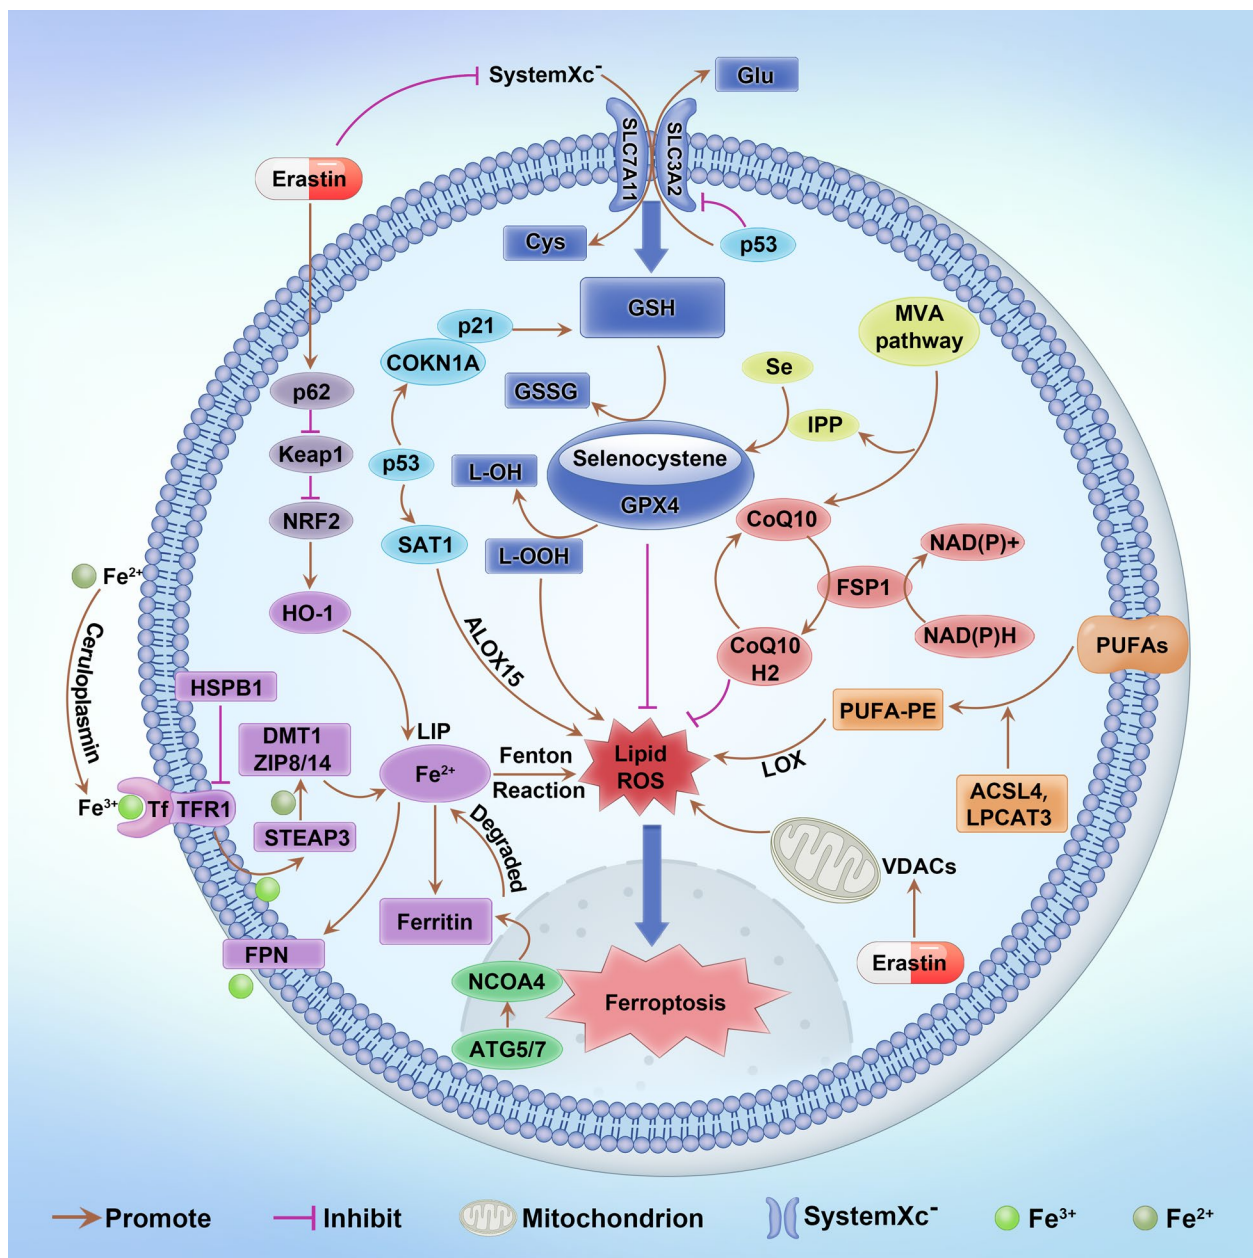 SystemXc⁻
Glu
SLC7A11
SLC3A2
Erastin
Cys
p53
GSH
MVA
pathway
p21
COKN1A
Se
p62
GSSG
IPP
Keap1
p53
L-OH
Selenocystene
GPX4
NRF2
CoQ10
NAD(P)+
SAT1
L-OOH
Fe²⁺
FSP1
HO-1
NAD(P)H
Ceruloplasmin
ALOX15
CoQ10
H2
PUFAs
HSPB1
PUFA-PE
DMT1
ZIP8/14
LIP
Fe²⁺
Fenton
Reaction
Lipid
ROS
LOX
ACSL4,
LPCAT3
Fe³⁺
Tf
TFR1
STEAP3
Degraded
VDACs
Ferritin
FPN
Erastin
NCOA4
Ferroptosis
ATG5/7
Promote
Inhibit
Mitochondrion
SystemXc⁻
Fe³⁺
Fe²⁺